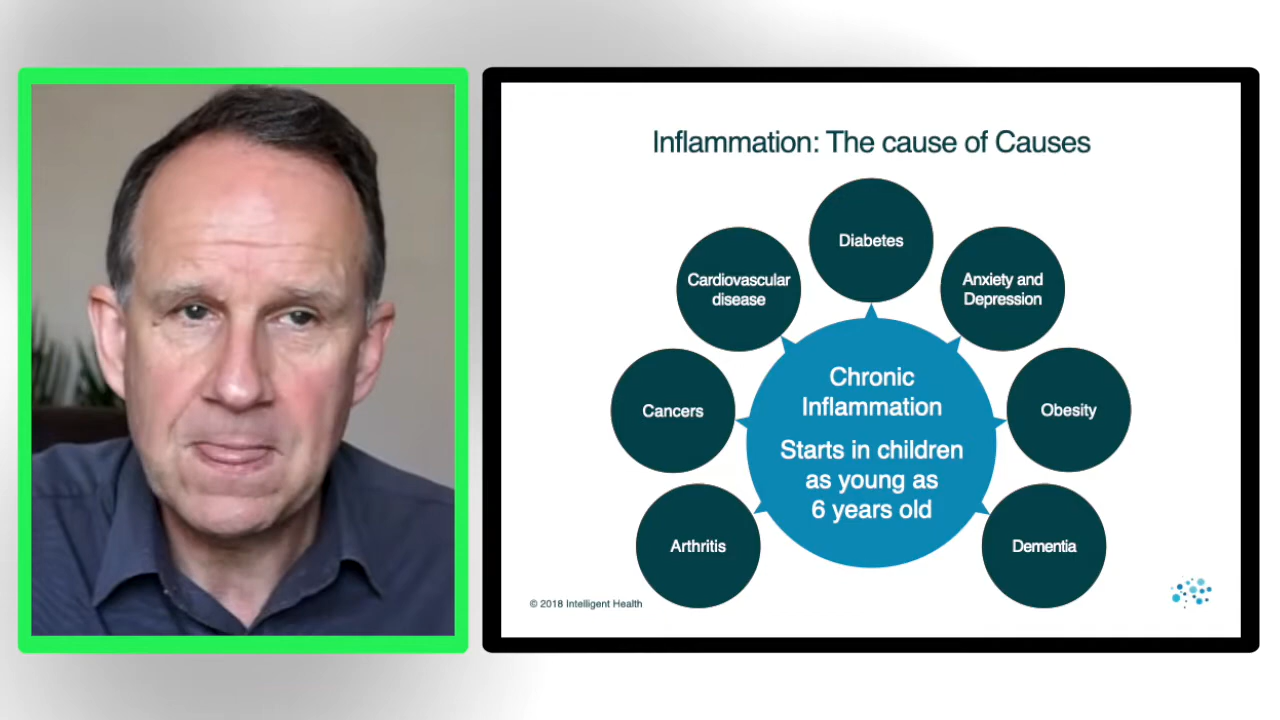 Inflammation: The cause of Causes
Diabetes
Cardiovascular
disease
Anxiety and
Depression
Chronic
Inflammation
Cancers
Obesity
Starts in children
as young as
6 years old
Arthritis
Dementia
© 2018 Intelligent Health